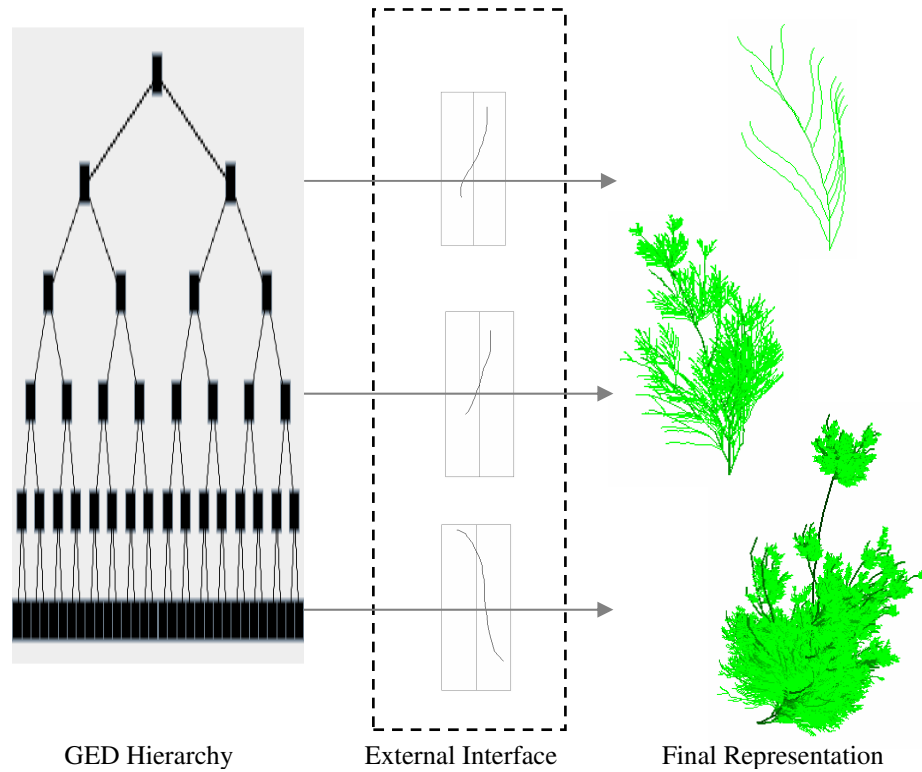 GED Hierarchy
External Interface
Final Representation